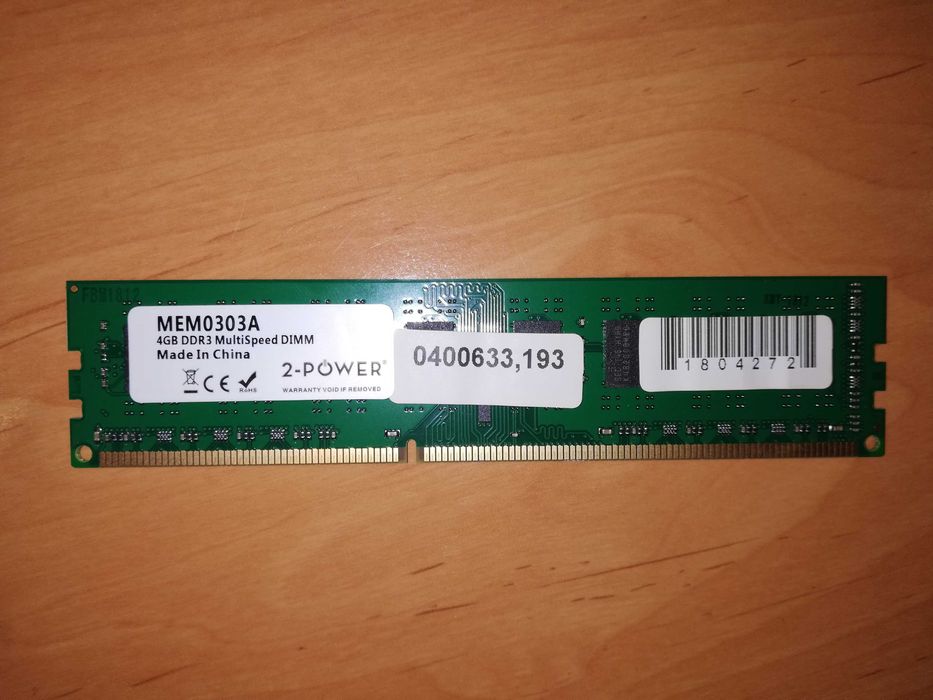 FBM1812
MEM0303A
4GB DDR3 MultiSpeed DIMM
Made In China
CE
RoHS
2-POWER®
WARRANTY VOID IF REMOVED
0400633,193
1804272